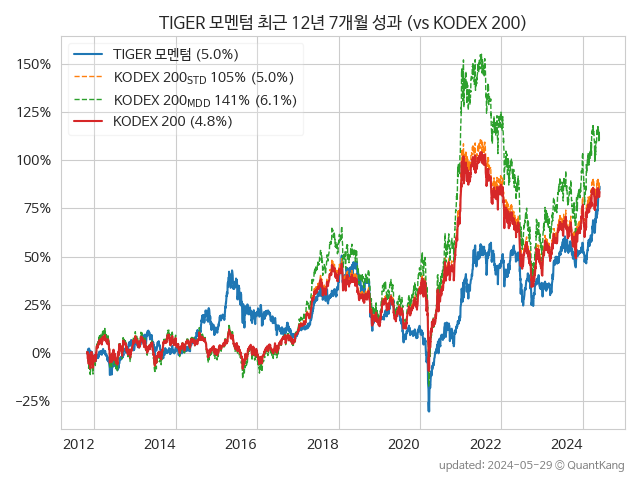 TIGER 모멘텀 최근 12년 7개월 성과 (vs KODEX 200)
TIGER 모멘텀 (5.0%)
KODEX 200STD 105% (5.0%)
KODEX 200MDD 141% (6.1%)
KODEX 200 (4.8%)
150%
125%
100%
75%
50%
25%
0%
−25%
2012 2014 2016 2018 2020 2022 2024
updated: 2024-05-29 © QuantKang